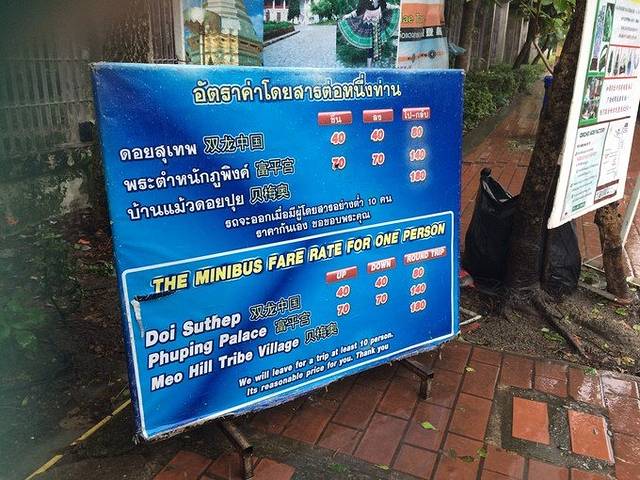 อัตราค่าโดยสารต่อหนึ่งท่าน
ขึ้น ลง ไป-กลับ
ดอยสุเทพ 双龙中国 40 40 80
พระตำหนักภูพิงค์ 富平宫 70 70 140
บ้านแม้วดอยปุย 贝梅奥 180
รถจะออกเมื่อมีผู้โดยสารอย่างต่ำ 10 คน
ราคากันเอง ขอขอบพระคุณ
THE MINIBUS FARE RATE FOR ONE PERSON
UP DOWN ROUND TRIP
Doi Suthep 双龙中国 40 40 80
Phuping Palace 富平宫 70 70 140
Meo Hill Tribe Village 贝梅奥 180
We will leave for a trip at least 10 person.
Its reasonable price for you. Thank you